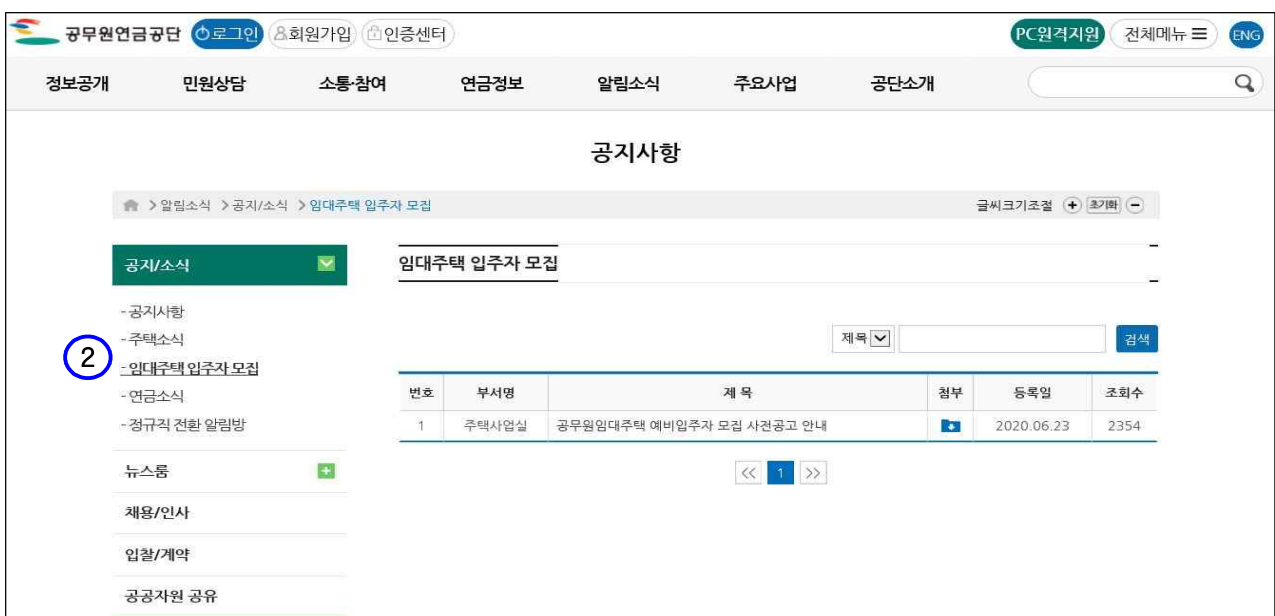 공무원연금공단 로그인 회원가입 인증센터 PC원격지원 전체메뉴 ENG
정보공개 민원상담 소통·참여 연금정보 알림소식 주요사업 공단소개
공지사항
>알림소식 >공지/소식 >임대주택 입주자 모집 글씨크기조절 + 초기화 -
공지/소식
임대주택 입주자 모집
-공지사항
-주택소식
제목 검색
2
-임대주택 입주자 모집
번호 부서명 제 목 첨부 등록일 조회수
-연금소식
-정규직 전환 알림방
1 주택사업실 공무원임대주택 예비입주자 모집 사전공고 안내 2020.06.23 2354
뉴스룸 +
<< 1 >>
채용/인사
입찰/계약
공공자원 공유